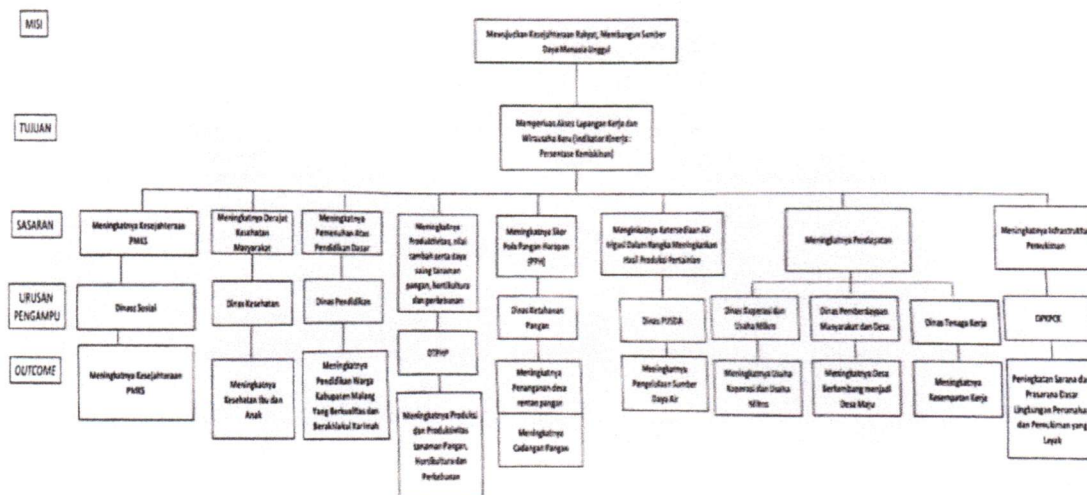 MISI
Mewujudkan Kesejahteraan Rakyat, Membangun Sumber
Daya Manusia Unggul
TUJUAN
Memperluas Akses Lapangan Kerja dan
Wirausaha Baru (Indikator Kinerja :
Persentase Kemiskinan)
SASARAN
Meningkatnya Kesejahteraan
PMKS
Meningkatnya Derajat
Kesehatan
Masyarakat
Meningkatnya
Pemenuhan Atas
Pendidikan Dasar
Meningkatnya
Produktivitas, nilai
tambah serta daya
saing tanaman
pangan, hortikultura
dan perkebunan
Meningkatnya Skor
Pola Pangan Harapan
(PPH)
Meningkatnya Ketersediaan Air
Irigasi Dalam Rangka Meningkatkan
Hasil Produksi Pertanian
Meningkatnya Pendapatan
Meningkatnya Infrastruktur
Pemukiman
URUSAN
PENGAMPU
Dinas Sosial
Dinas Kesehatan
Dinas Pendidikan
DTPHP
Dinas Ketahanan
Pangan
Dinas PUSDA
Dinas Koperasi dan
Usaha Mikro
Dinas Pemberdayaan
Masyarakat dan Desa
Dinas Tenaga Kerja
DPKPCK
OUTCOME
Meningkatnya Kesejahteraan
PMKS
Meningkatnya
Kesehatan Ibu dan
Anak
Meningkatnya
Pendidikan Warga
Kabupaten Malang
Yang Berkualitas dan
Berakhlakul Karimah
Meningkatnya Produksi
dan Produktivitas
tanaman Pangan,
Hortikultura dan
Perkebunan
Meningkatnya
Penanganan desa
rentan pangan
Meningkatnya
Cadangan Pangan
Meningkatnya
Pengelolaan Sumber
Daya Air
Meningkatnya Usaha
Koperasi dan Usaha
Mikro
Meningkatnya Desa
Berkembang menjadi
Desa Maju
Meningkatnya
Kesempatan Kerja
Peningkatan Sarana dan
Prasarana Dasar
Lingkungan Perumahan
dan Pemukiman yang
Layak